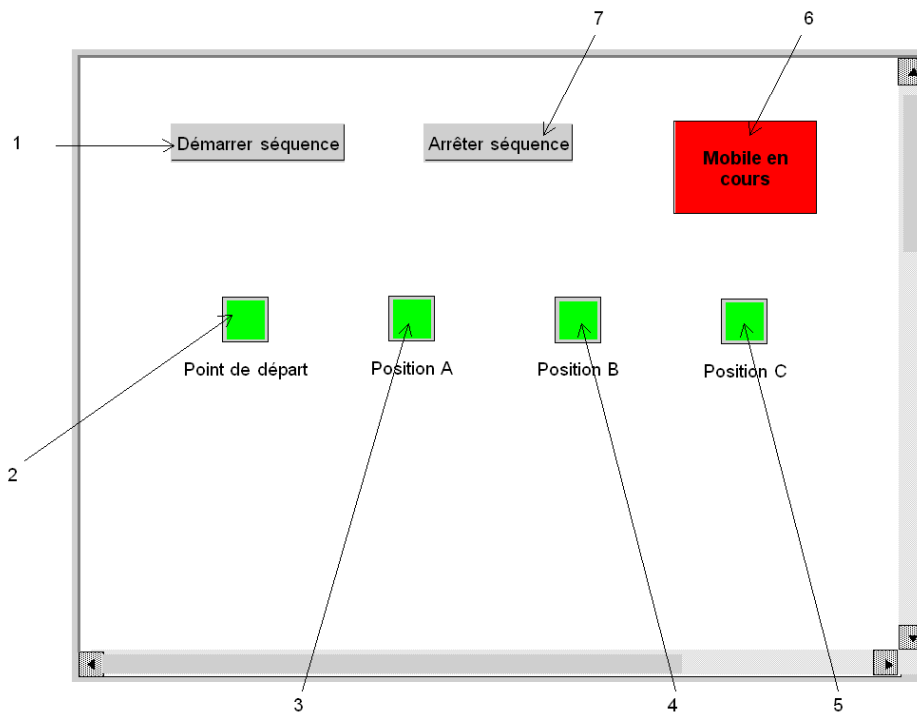 7
6
1
Démarrer séquence
Arrêter séquence
Mobile en
cours
Point de départ
Position A
Position B
Position C
2
3
4
5